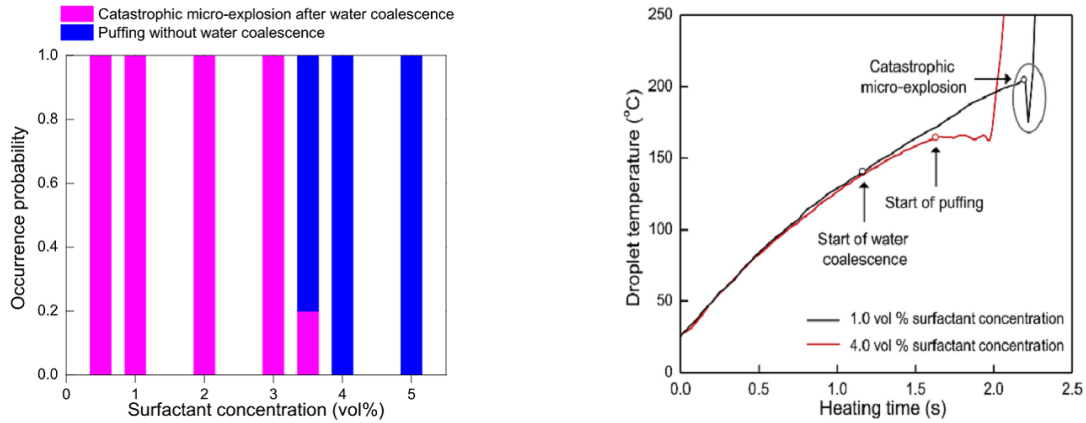 Catastrophic micro-explosion after water coalescence
Puffing without water coalescence
Occurrence probability
1.0
0.8
0.6
0.4
0.2
0.0
0 1 2 3 4 5
Surfactant concentration (vol%)
Droplet temperature (°C)
250
200
150
100
50
0
Catastrophic
micro-explosion
Start of puffing
Start of water
coalescence
1.0 vol % surfactant concentration
4.0 vol % surfactant concentration
0.0 0.5 1.0 1.5 2.0 2.5
Heating time (s)